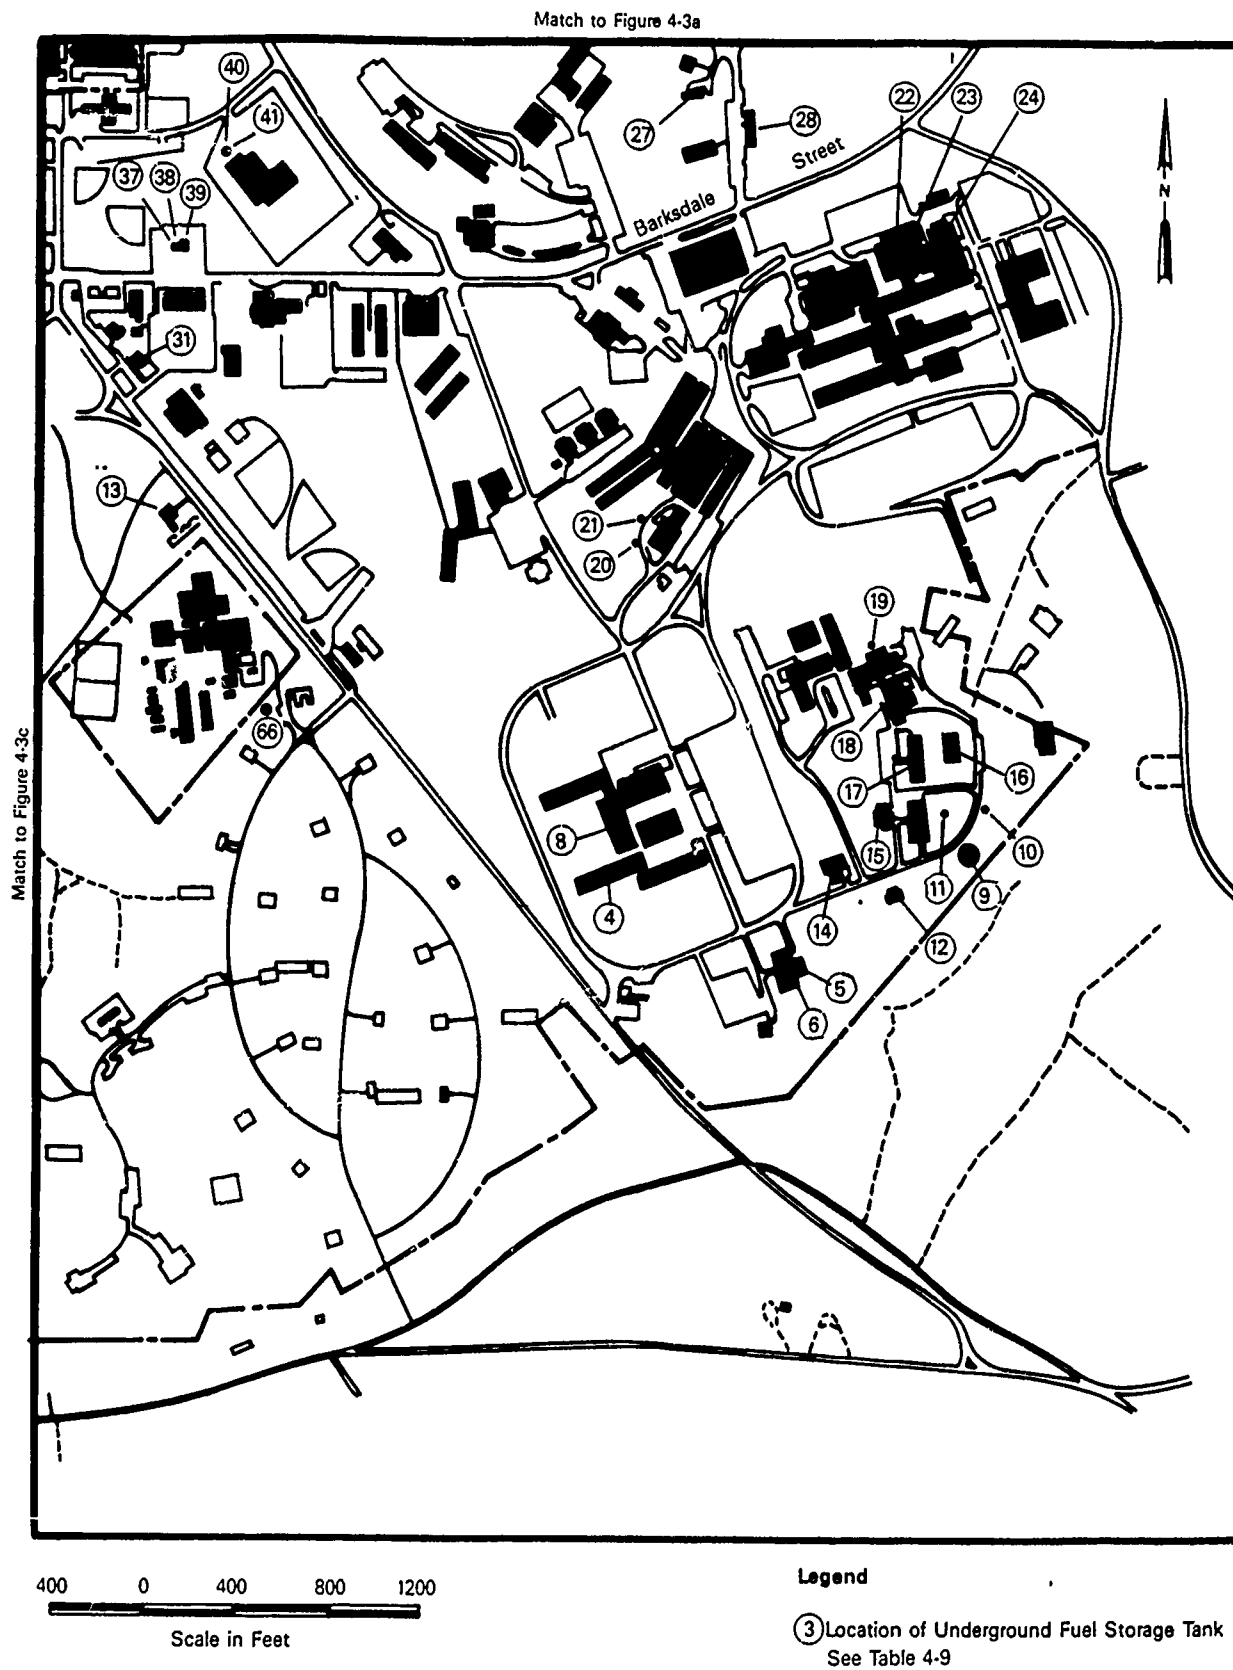 Match to Figure 4-3a
40
41
27
28
22
23
24
Street
Barksdale
N
37
38
39
31
13
21
20
19
66
18
17
16
8
15
11
10
9
4
14
12
5
6
Match to Figure 4-3c
400 0 400 800 1200
Scale in Feet
Legend
3 Location of Underground Fuel Storage Tank
See Table 4-9